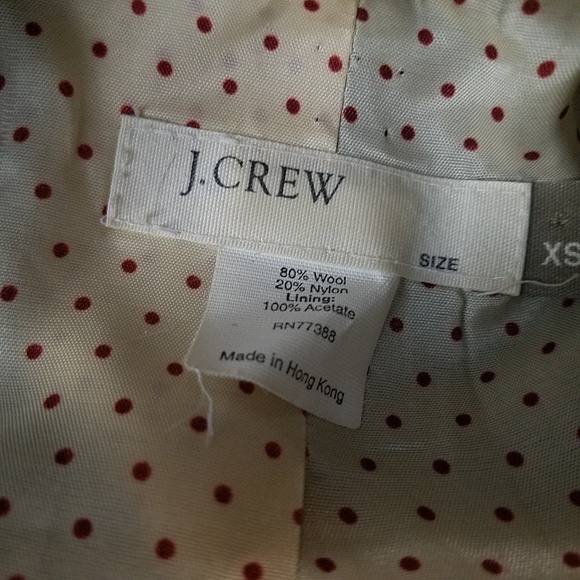 J.CREW
SIZE
XS
80% Wool
20% Nylon
Lining:
100% Acetate
RN77388
Made in Hong Kong